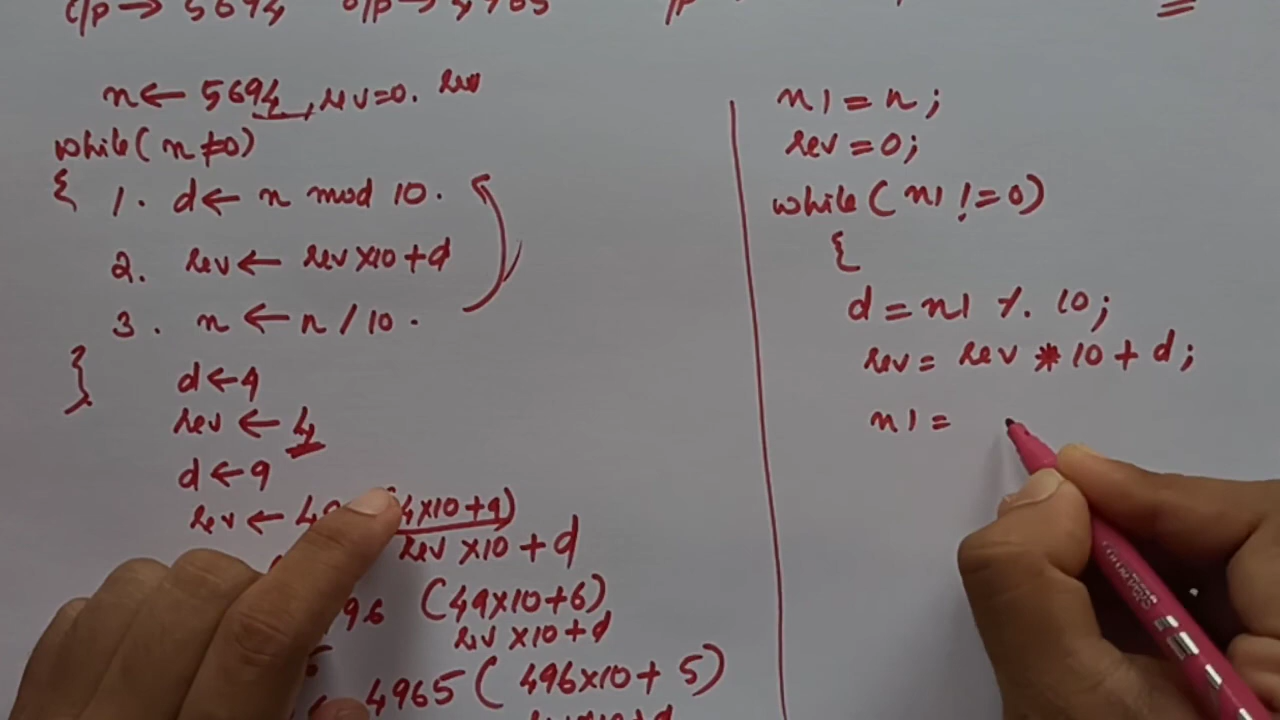 n ← 5694, rev=0. rev
while( n≠0)
{ 1. d ← n mod 10.
2. rev ← rev×10+d
3. n ← n / 10.
}
d ← 4
rev ← 4
d ← 9
rev ← (4×10+9)
rev ×10 + d
(49×10+6)
rev ×10 + d
4965 ( 496×10+ 5)
n1 = n ;
rev = 0;
while( n1 != 0)
{
d = n1 % 10;
rev = rev * 10 + d;
n1 =